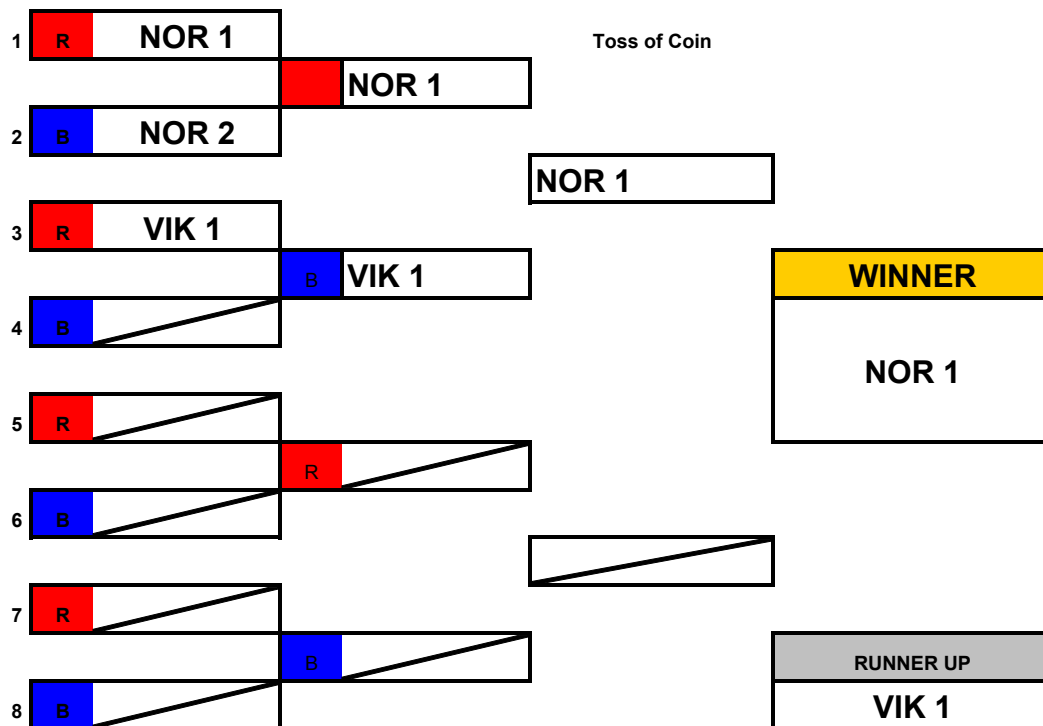 1 R NOR 1 Toss of Coin
NOR 1
2 B NOR 2
NOR 1
3 R VIK 1
B VIK 1 WINNER
4 B
NOR 1
5 R
R
6 B
7 R
B RUNNER UP
8 B VIK 1